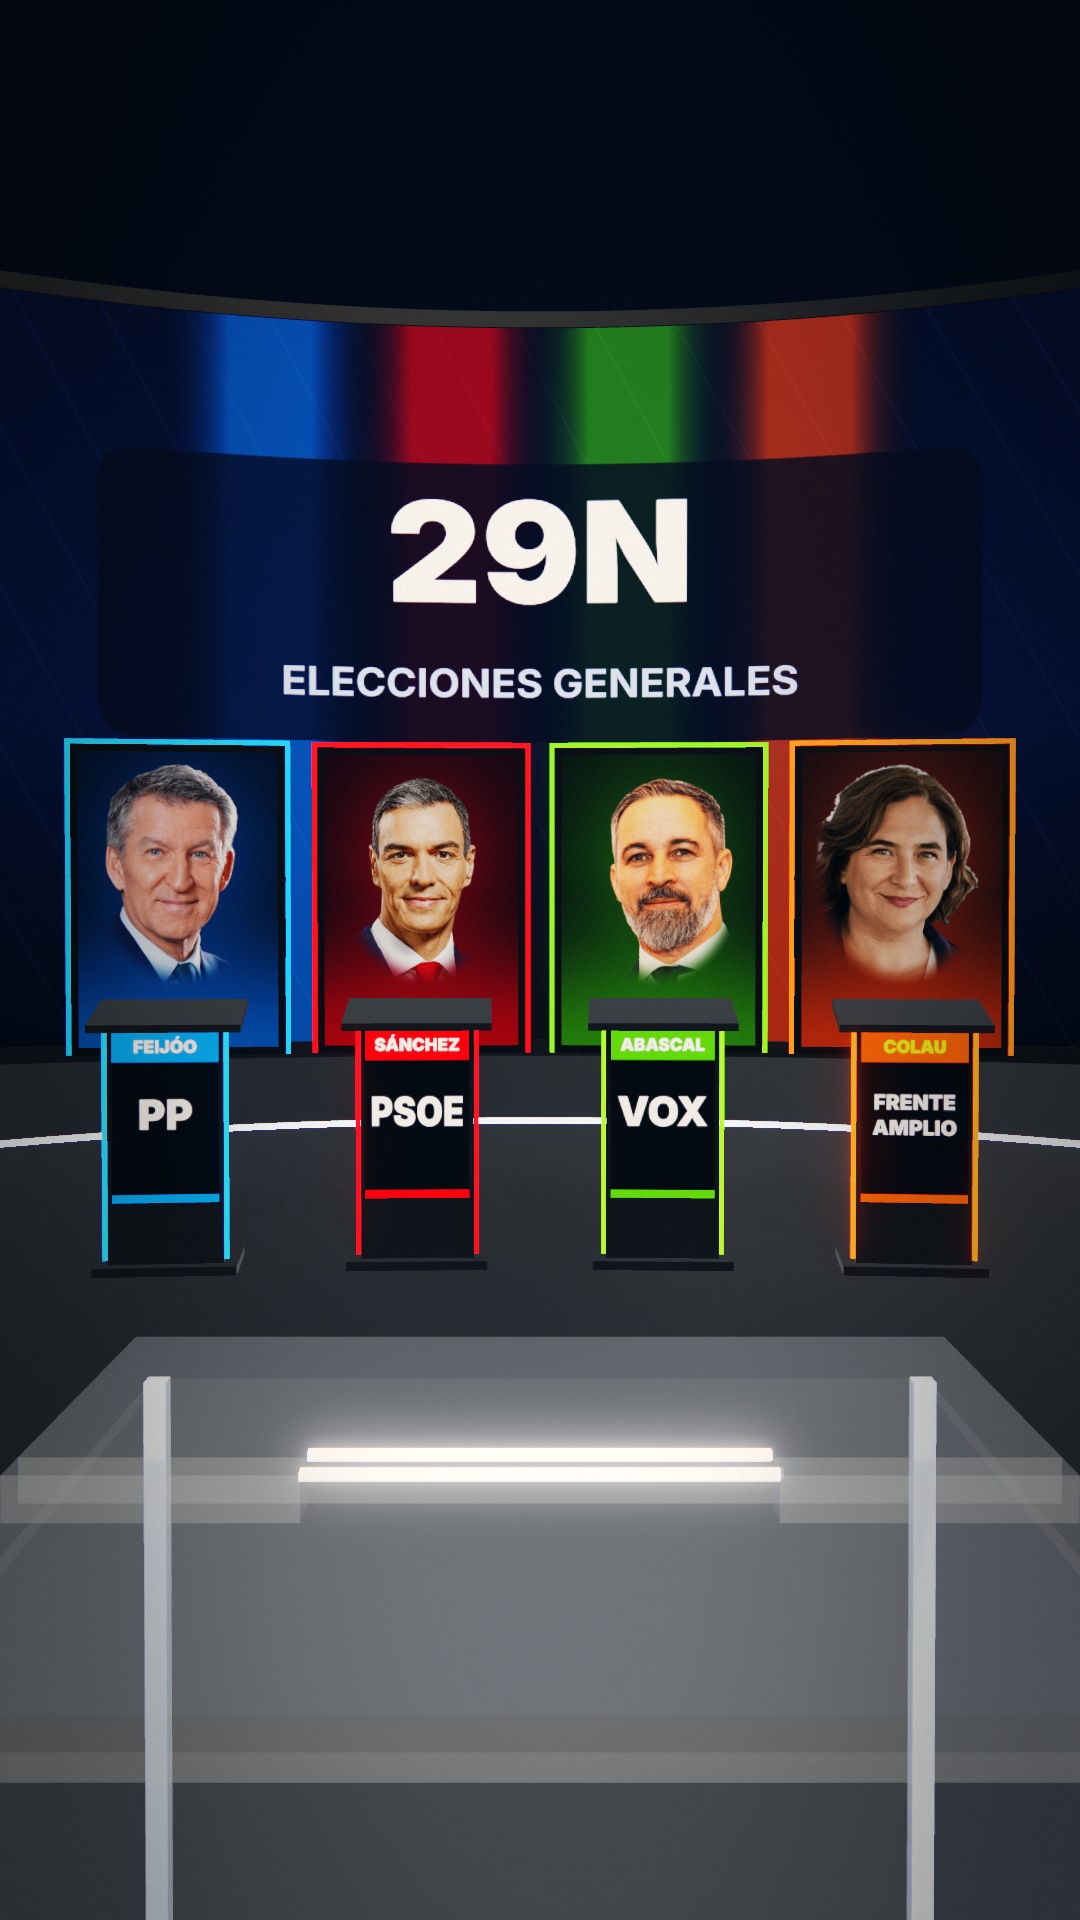 29N
ELECCIONES GENERALES
FEIJÓO
PP
SÁNCHEZ
PSOE
ABASCAL
VOX
COLAU
FRENTE
AMPLIO